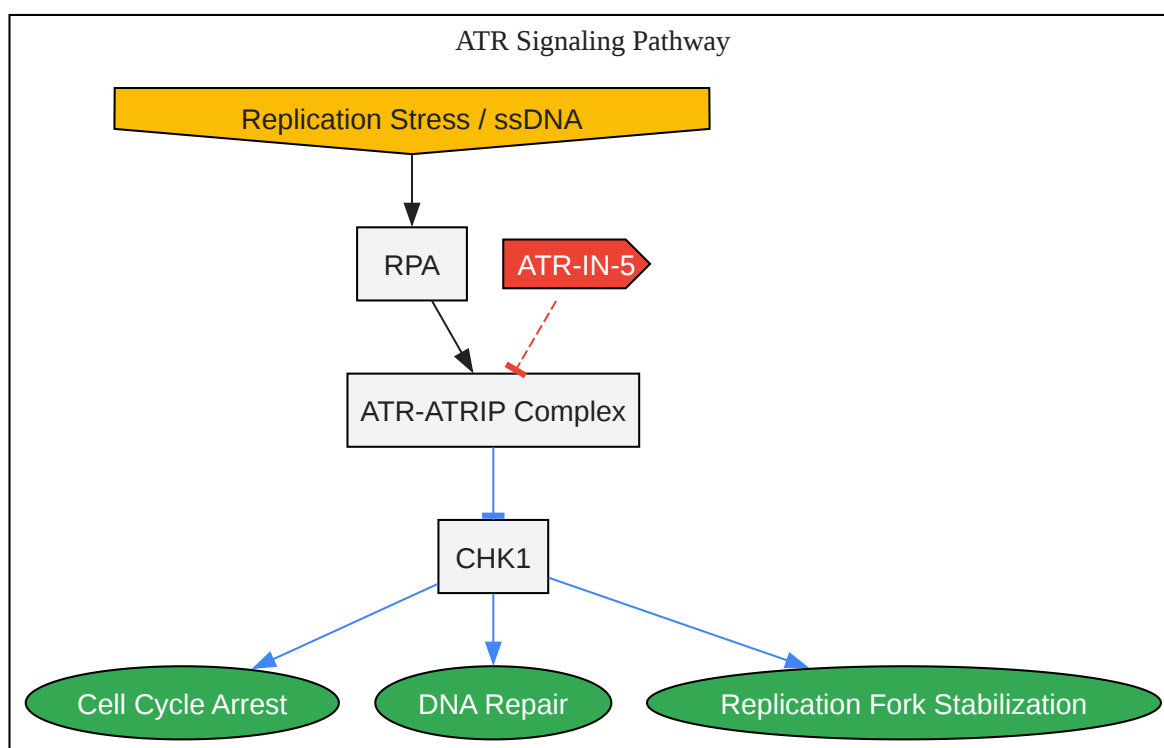 ATR Signaling Pathway
Replication Stress / ssDNA
RPA
ATR-IN-5
ATR-ATRIP Complex
CHK1
Cell Cycle Arrest
DNA Repair
Replication Fork Stabilization